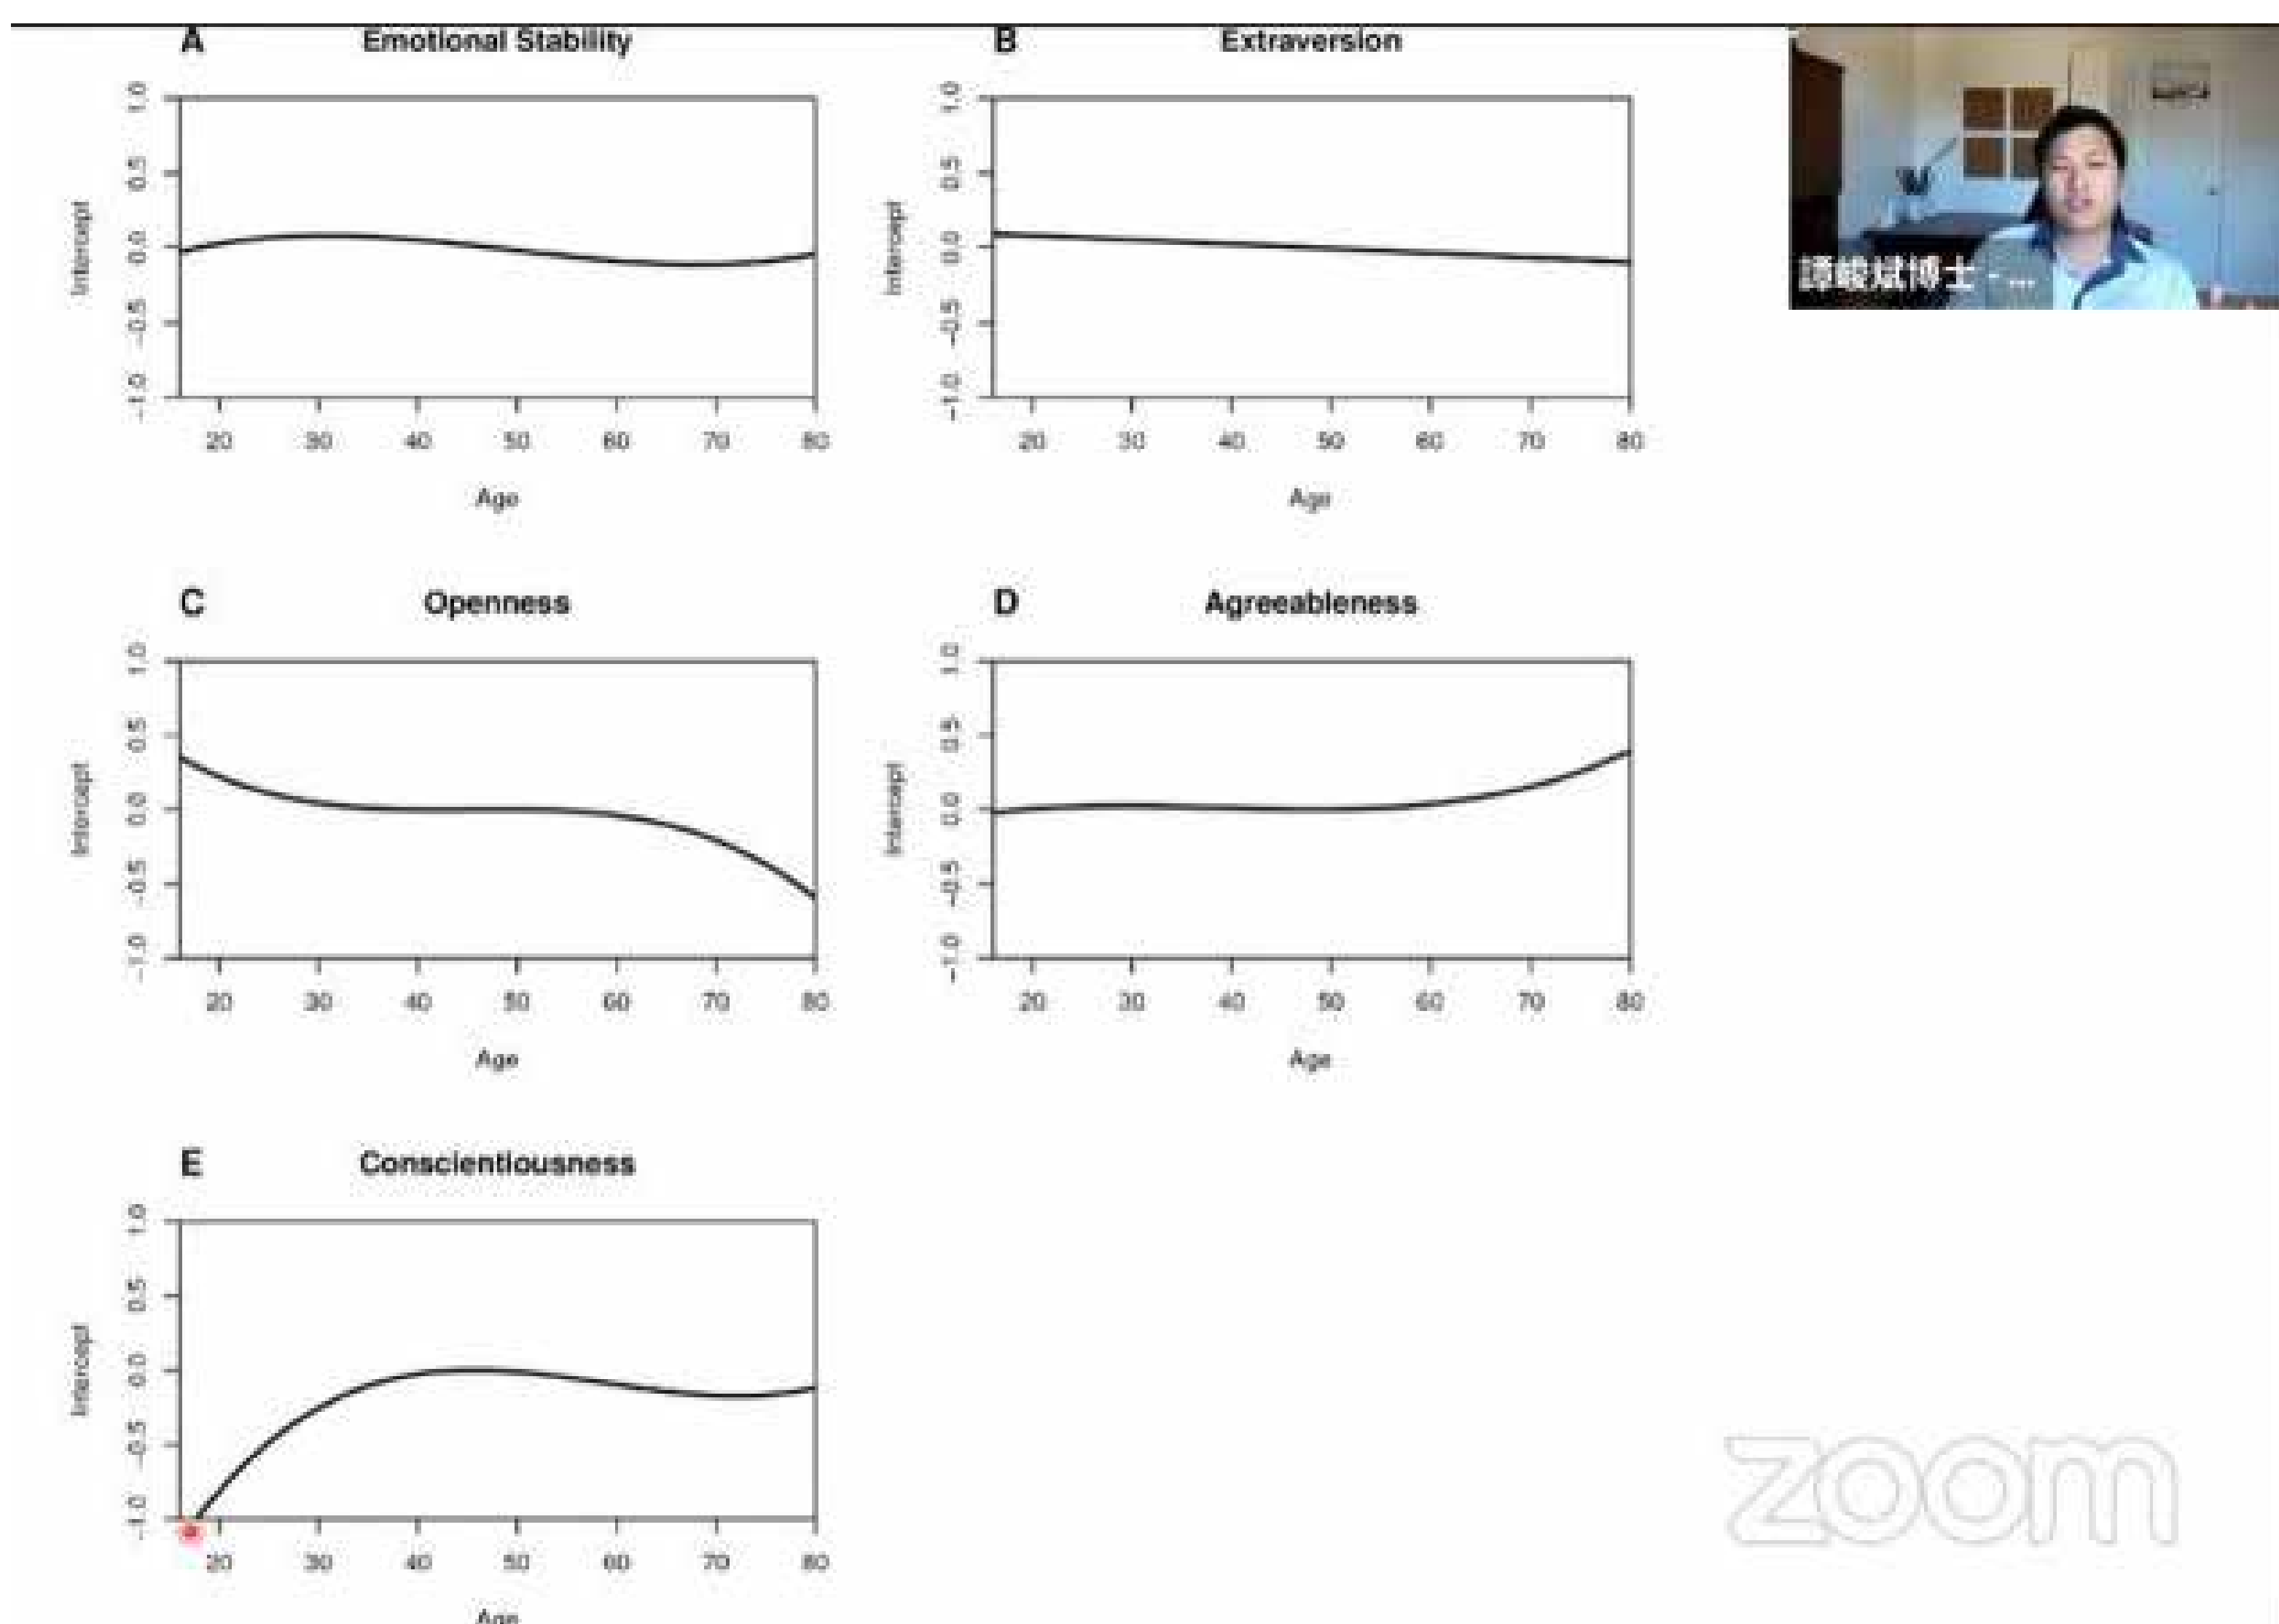 A Emotional Stability
B Extraversion
1.0
0.5
0.0
-0.5
-1.0
Intercept
20 30 40 50 60 70 80
Age
1.0
0.5
0.0
-0.5
-1.0
Intercept
20 30 40 50 60 70 80
Age
譚峻斌博士 - ...
C Openness
D Agreeableness
1.0
0.5
0.0
-0.5
-1.0
Intercept
20 30 40 50 60 70 80
Age
1.0
0.5
0.0
-0.5
-1.0
Intercept
20 30 40 50 60 70 80
Age
E Conscientiousness
1.0
0.5
0.0
-0.5
-1.0
Intercept
20 30 40 50 60 70 80
Age
zoom